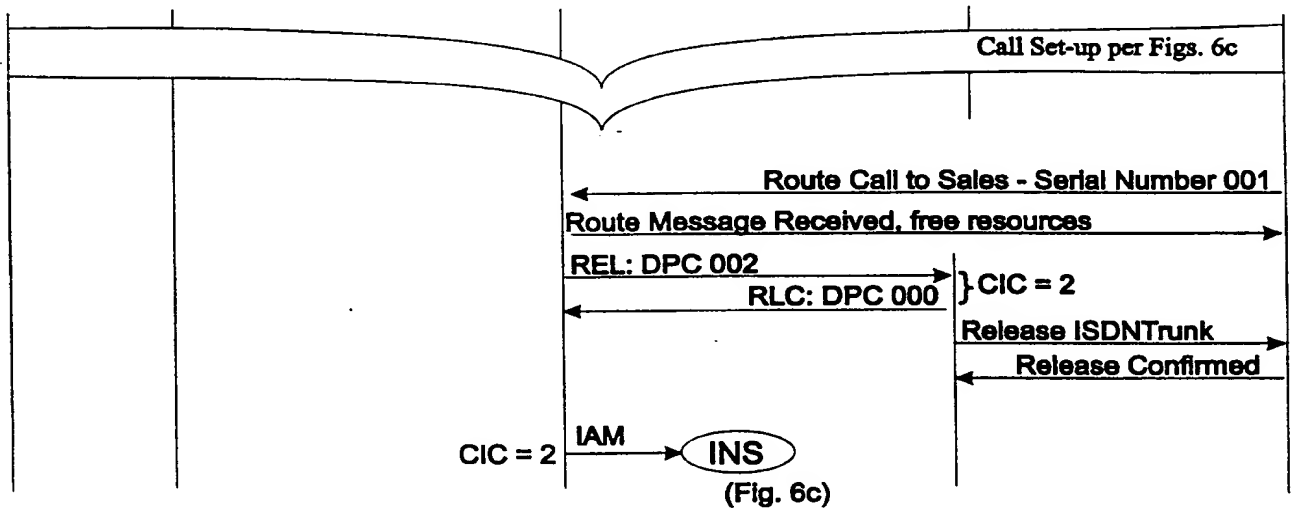 Call Set-up per Figs. 6c
Route Call to Sales - Serial Number 001
Route Message Received, free resources
REL: DPC 002
RLC: DPC 000
}CIC = 2
Release ISDNTrunk
Release Confirmed
CIC = 2
IAM
INS
(Fig. 6c)